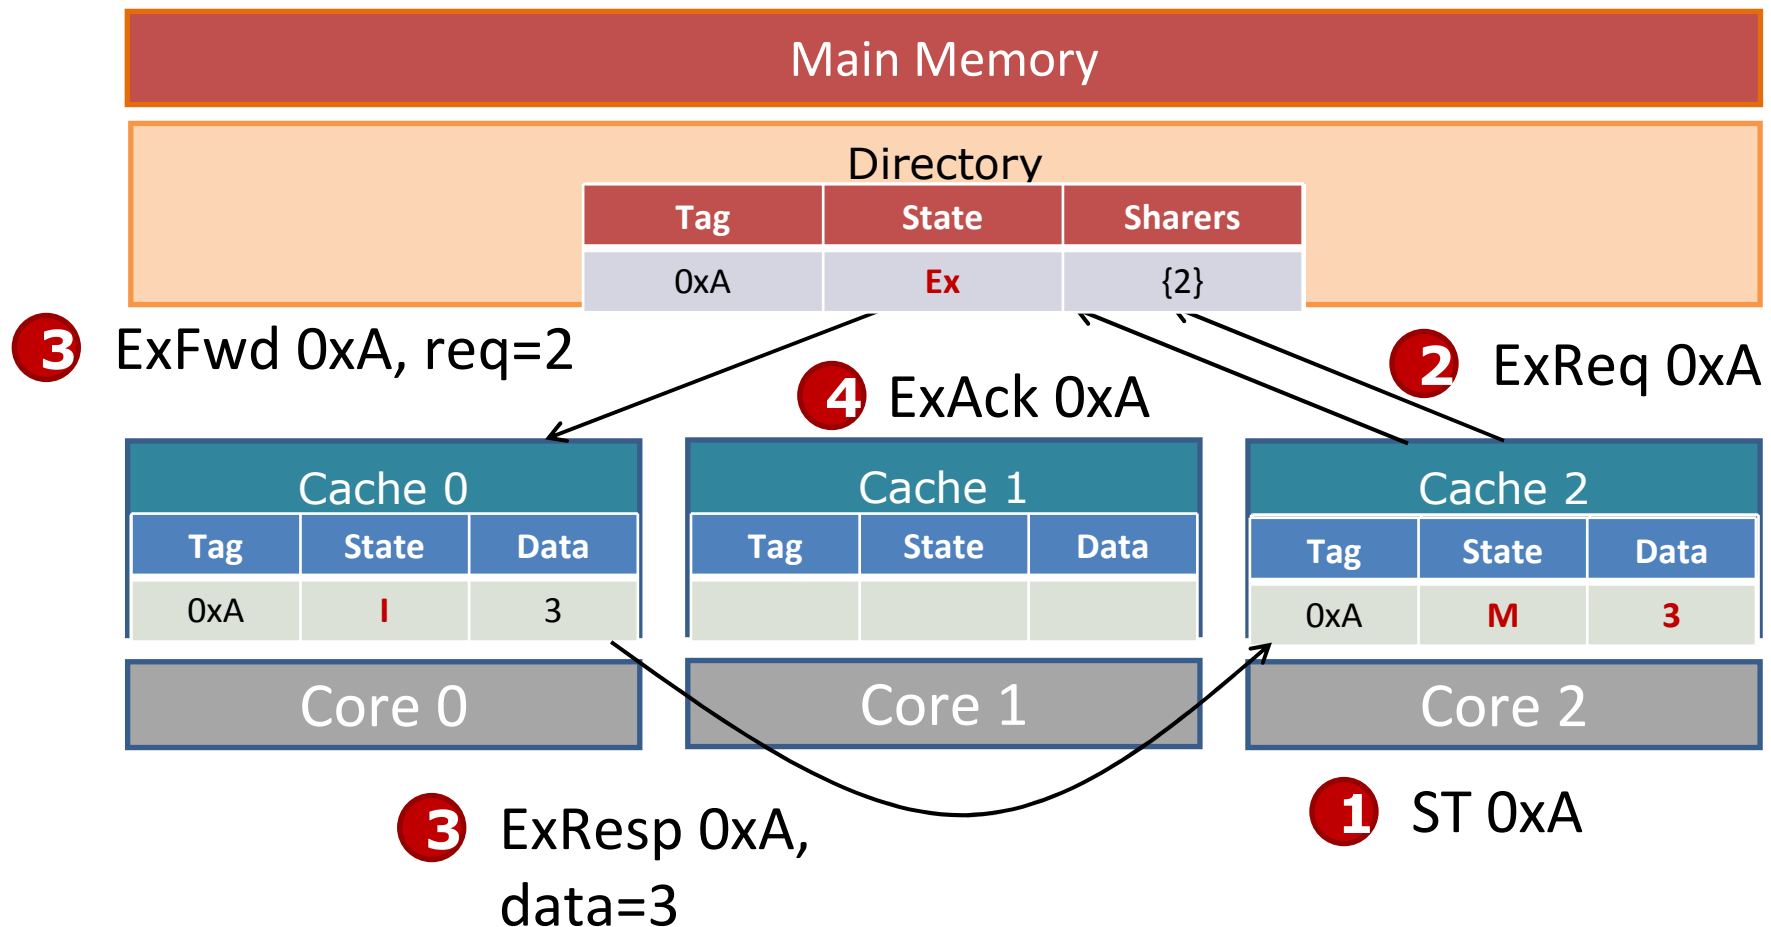 Main Memory
Directory
Tag State Sharers
0xA Ex {2}
3 ExFwd 0xA, req=2
2 ExReq 0xA
4 ExAck 0xA
Cache 0
Tag State Data
0xA I 3
Core 0
Cache 1
Tag State Data
Core 1
Cache 2
Tag State Data
0xA M 3
Core 2
1 ST 0xA
3 ExResp 0xA,
data=3